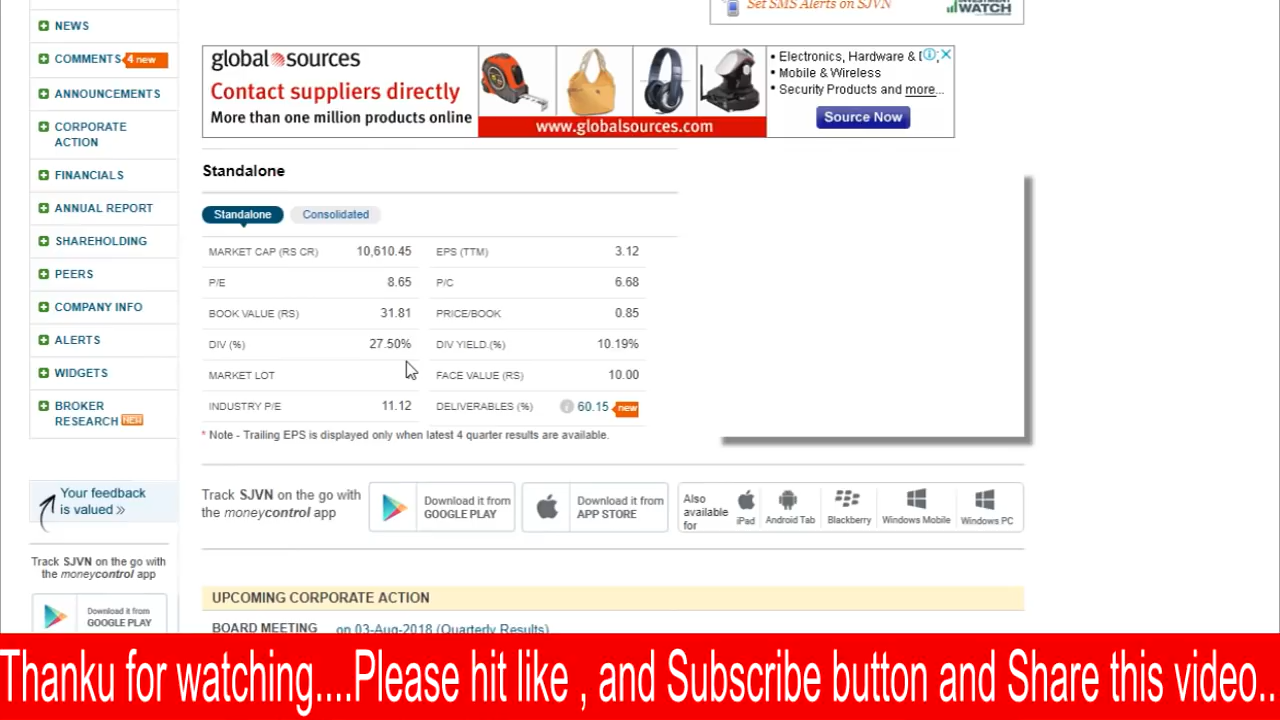 Set SMS Alerts on SJVN
WATCH
NEWS
COMMENTS 4 new
ANNOUNCEMENTS
CORPORATE
ACTION
FINANCIALS
ANNUAL REPORT
SHAREHOLDING
PEERS
COMPANY INFO
ALERTS
WIDGETS
BROKER
RESEARCH
Your feedback
is valued »
Track SJVN on the go with
the moneycontrol app
Download it from
GOOGLE PLAY
global sources
Contact suppliers directly
More than one million products online
www.globalsources.com
• Electronics, Hardware &
• Mobile & Wireless
• Security Products and more...
Source Now
Standalone
Standalone Consolidated
MARKET CAP (RS CR) 10,610.45 EPS (TTM) 3.12
P/E 8.65 P/C 6.68
BOOK VALUE (RS) 31.81 PRICE/BOOK 0.85
DIV (%) 27.50% DIV YIELD.(%) 10.19%
MARKET LOT FACE VALUE (RS) 10.00
INDUSTRY P/E 11.12 DELIVERABLES (%) 60.15 new
* Note - Trailing EPS is displayed only when latest 4 quarter results are available.
Track SJVN on the go with
the moneycontrol app
Download it from
GOOGLE PLAY
Download it from
APP STORE
Also
available
for
iPad Android Tab Blackberry Windows Mobile Windows PC
UPCOMING CORPORATE ACTION
BOARD MEETING on 03-Aug-2018 (Quarterly Results)
Thanku for watching....Please hit like , and Subscribe button and Share this video..